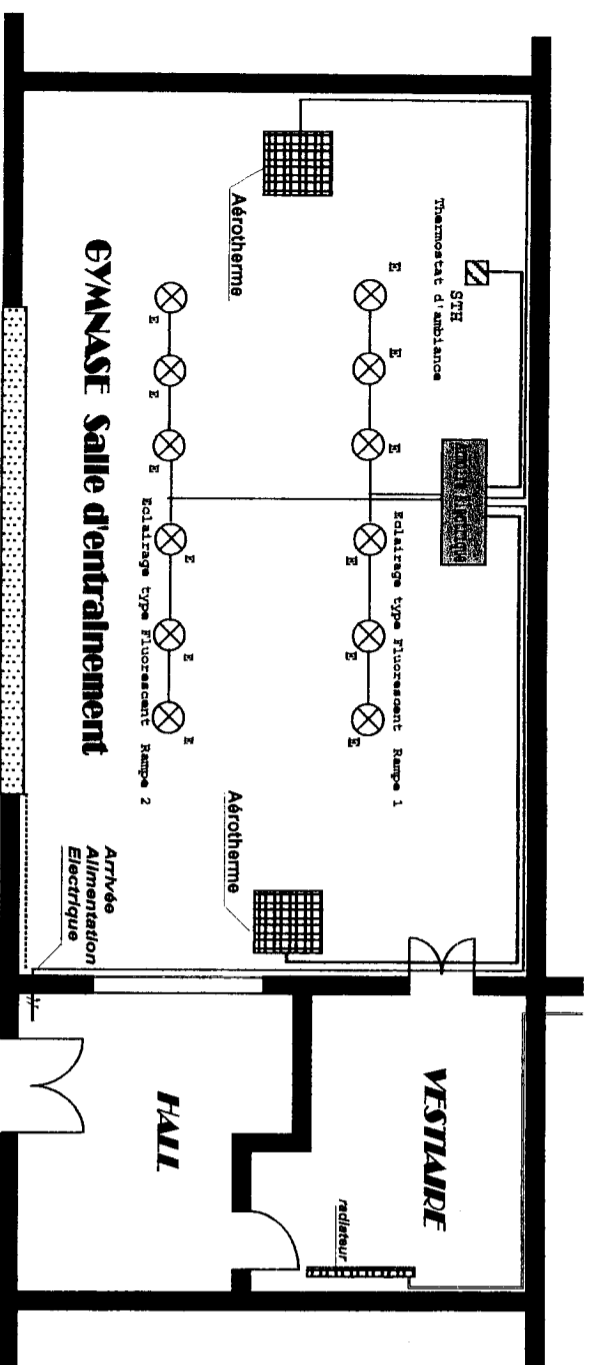 Aérotherme
STH
Thermostat d'ambiance
E
E
E
Eclairage type Fluorescent Rampe 1
E
E
E
E
E
E
Eclairage type Fluorescent Rampe 2
E
E
E
GYMNASE Salle d'entraînement
Aérotherme
Arrivée
Alimentation
Electrique
VESTIAIRE
radiateur
HALL